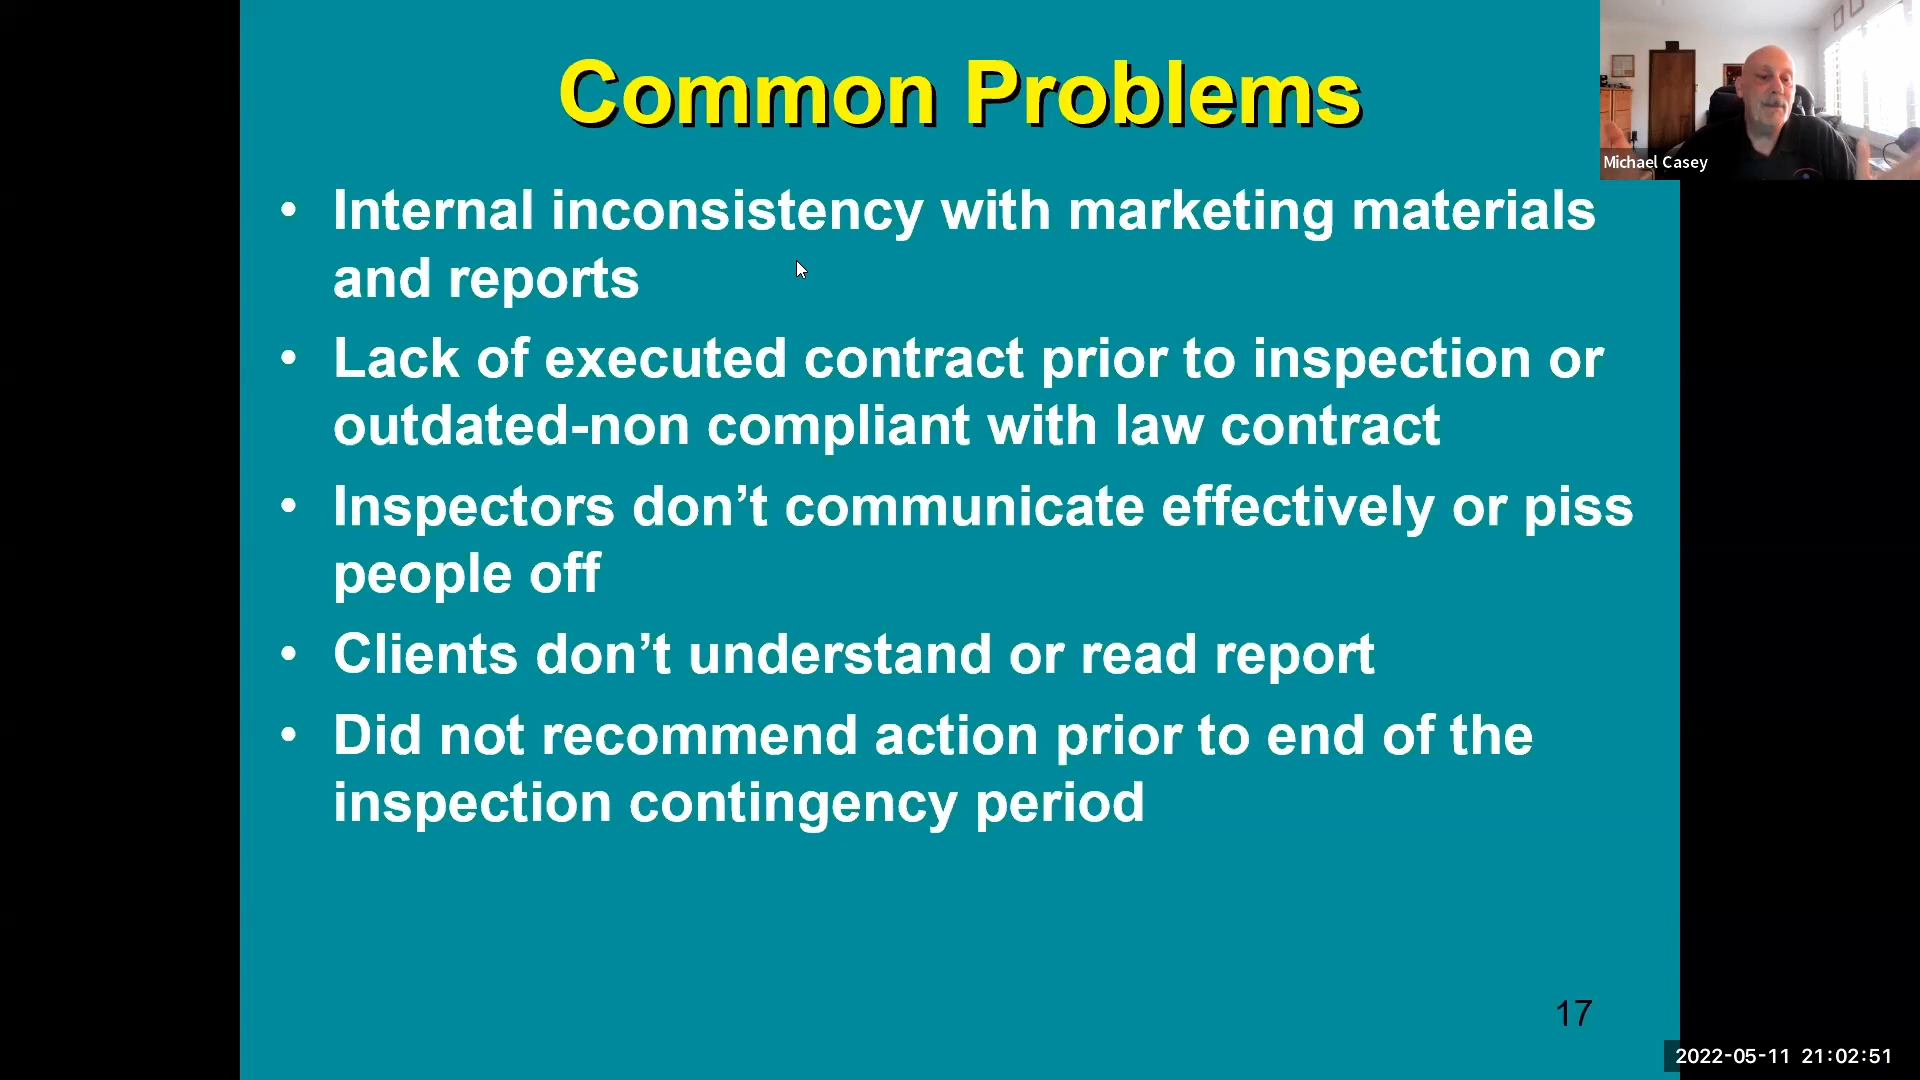 Common Problems
Michael Casey
• Internal inconsistency with marketing materials
and reports
• Lack of executed contract prior to inspection or
outdated-non compliant with law contract
• Inspectors don’t communicate effectively or piss
people off
• Clients don’t understand or read report
• Did not recommend action prior to end of the
inspection contingency period
17
2022-05-11 21:02:51